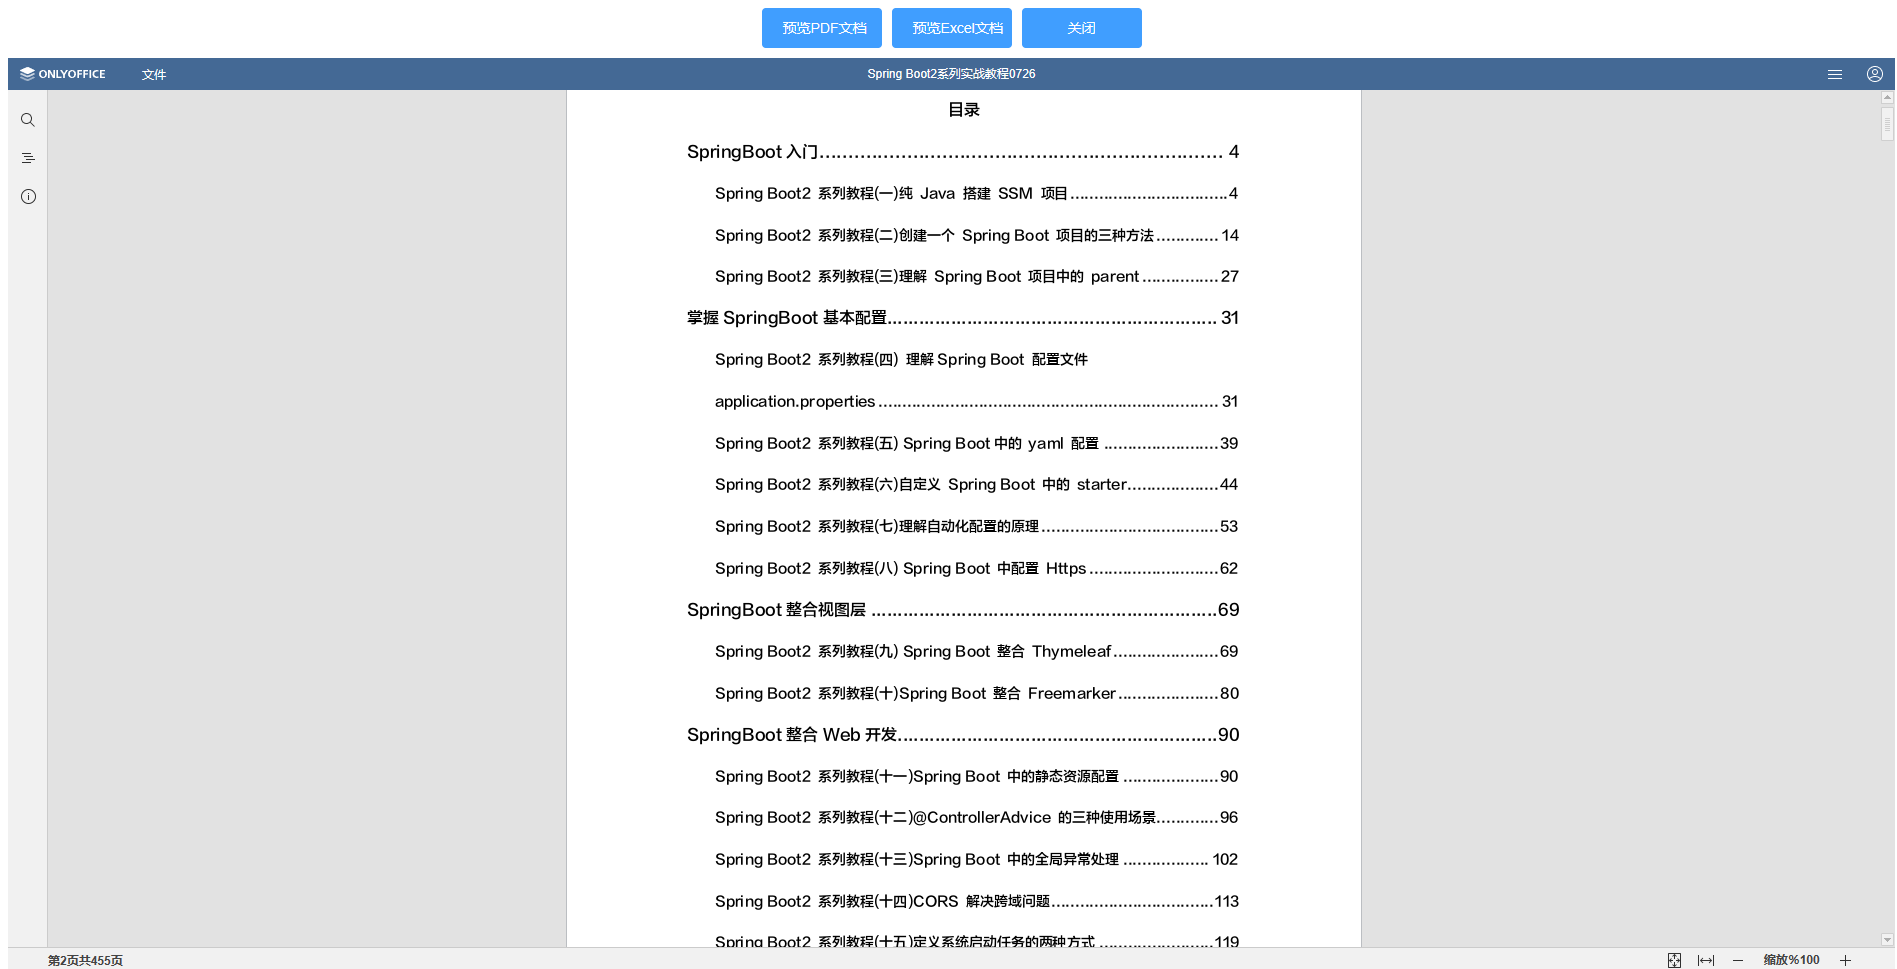 预览PDF文档 预览Excel文档 关闭
ONLYOFFICE 文件 Spring Boot2系列实战教程0726
目录
SpringBoot 入门........................................................................ 4
Spring Boot2 系列教程(一)纯 Java 搭建 SSM 项目.................................4
Spring Boot2 系列教程(二)创建一个 Spring Boot 项目的三种方法.............14
Spring Boot2 系列教程(三)理解 Spring Boot 项目中的 parent................27
掌握 SpringBoot 基本配置.............................................................. 31
Spring Boot2 系列教程(四) 理解 Spring Boot 配置文件
application.properties....................................................................... 31
Spring Boot2 系列教程(五) Spring Boot 中的 yaml 配置 ........................39
Spring Boot2 系列教程(六)自定义 Spring Boot 中的 starter...................44
Spring Boot2 系列教程(七)理解自动化配置的原理.....................................53
Spring Boot2 系列教程(八) Spring Boot 中配置 Https...........................62
SpringBoot 整合视图层 .................................................................69
Spring Boot2 系列教程(九) Spring Boot 整合 Thymeleaf......................69
Spring Boot2 系列教程(十)Spring Boot 整合 Freemarker.....................80
SpringBoot 整合 Web 开发............................................................90
Spring Boot2 系列教程(十一)Spring Boot 中的静态资源配置 ....................90
Spring Boot2 系列教程(十二)@ControllerAdvice 的三种使用场景.............96
Spring Boot2 系列教程(十三)Spring Boot 中的全局异常处理 .................. 102
Spring Boot2 系列教程(十四)CORS 解决跨域问题..................................113
Spring Boot2 系列教程(十五)定义系统启动任务的两种方式 ........................119
第2页共455页 缩放%100